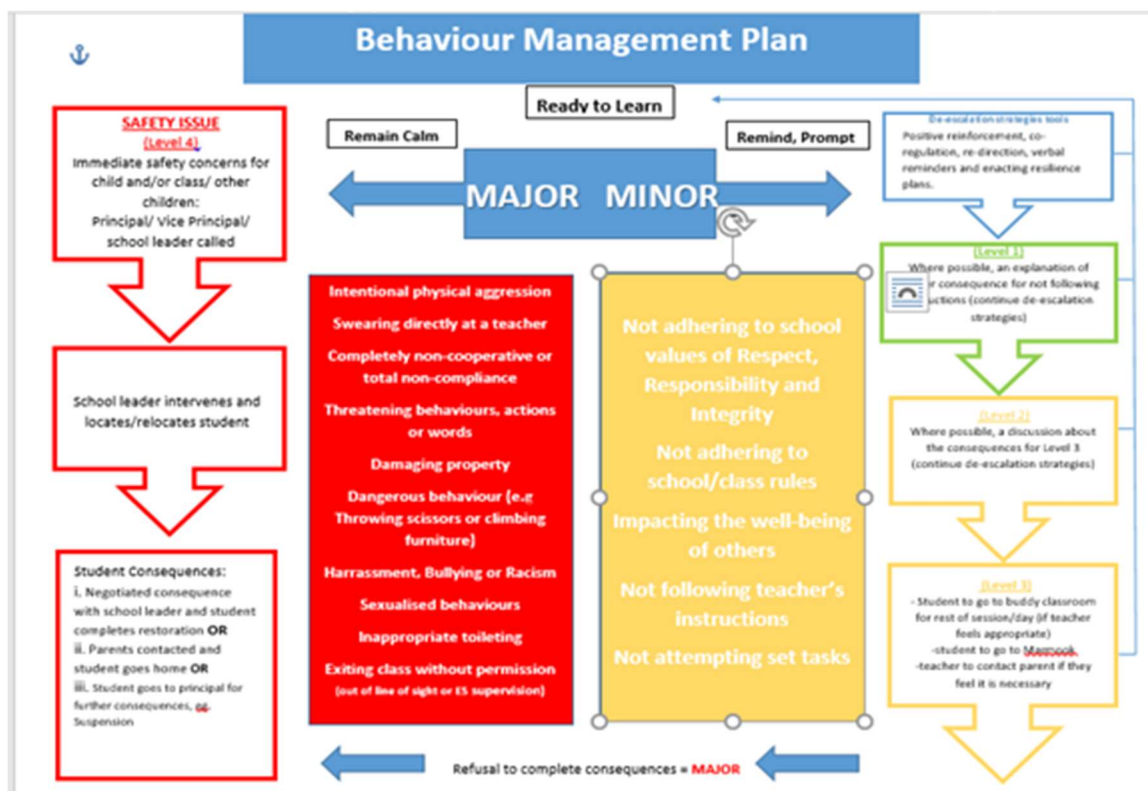 Behaviour Management Plan
Ready to Learn
Remain Calm
Remind, Prompt
MAJOR MINOR
SAFETY ISSUE
(Level 4)
Immediate safety concerns for
child and/or class/ other
children:
Principal/ Vice Principal/
school leader called
School leader intervenes and
locates/relocates student
Student Consequences:
i. Negotiated consequence
with school leader and student
completes restoration OR
ii. Parents contacted and
student goes home OR
iii. Student goes to principal for
further consequences, eg.
Suspension
Intentional physical aggression
Swearing directly at a teacher
Completely non-cooperative or
total non-compliance
Threatening behaviours, actions
or words
Damaging property
Dangerous behaviour (e.g
Throwing scissors or climbing
furniture)
Harrassment, Bullying or Racism
Sexualised behaviours
Inappropriate toileting
Exiting class without permission
(out of line of sight or ES supervision)
Not adhering to school
values of Respect,
Responsibility and
Integrity
Not adhering to
school/class rules
Impacting the well-being
of others
Not following teacher's
instructions
Not attempting set tasks
De-escalation strategies tools
Positive reinforcement, co-
regulation, re-direction, verbal
reminders and enacting resilience
plans.
(Level 1)
Where possible, an explanation of
consequence for not following
(continue de-escalation
strategies)
(Level 2)
Where possible, a discussion about
the consequences for Level 3
(continue de-escalation strategies)
(Level 3)
- Student to go to buddy classroom
for rest of session/day (if teacher
feels appropriate)
-student to go to
-teacher to contact parent if they
feel it is necessary
Refusal to complete consequences = MAJOR